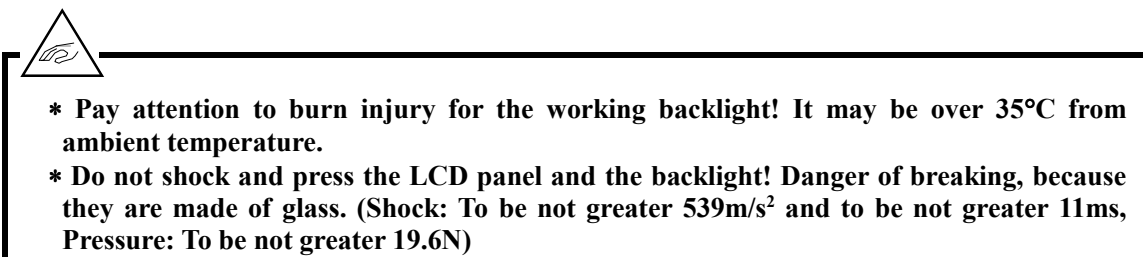 ∗ Pay attention to burn injury for the working backlight! It may be over 35°C from
ambient temperature.
∗ Do not shock and press the LCD panel and the backlight! Danger of breaking, because
they are made of glass. (Shock: To be not greater 539m/s² and to be not greater 11ms,
Pressure: To be not greater 19.6N)